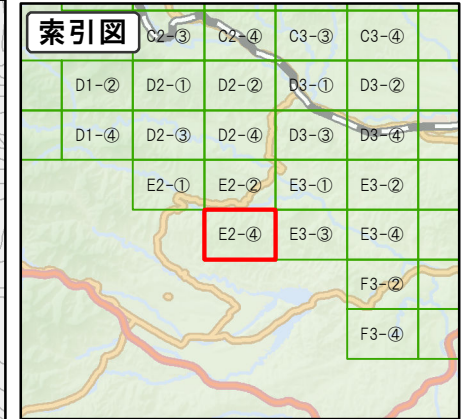 索引図
C2-③ C2-④ C3-③ C3-④
D1-② D2-① D2-② D3-① D3-②
D1-④ D2-③ D2-④ D3-③ D3-④
E2-① E2-② E3-① E3-②
E2-④ E3-③ E3-④
F3-②
F3-④